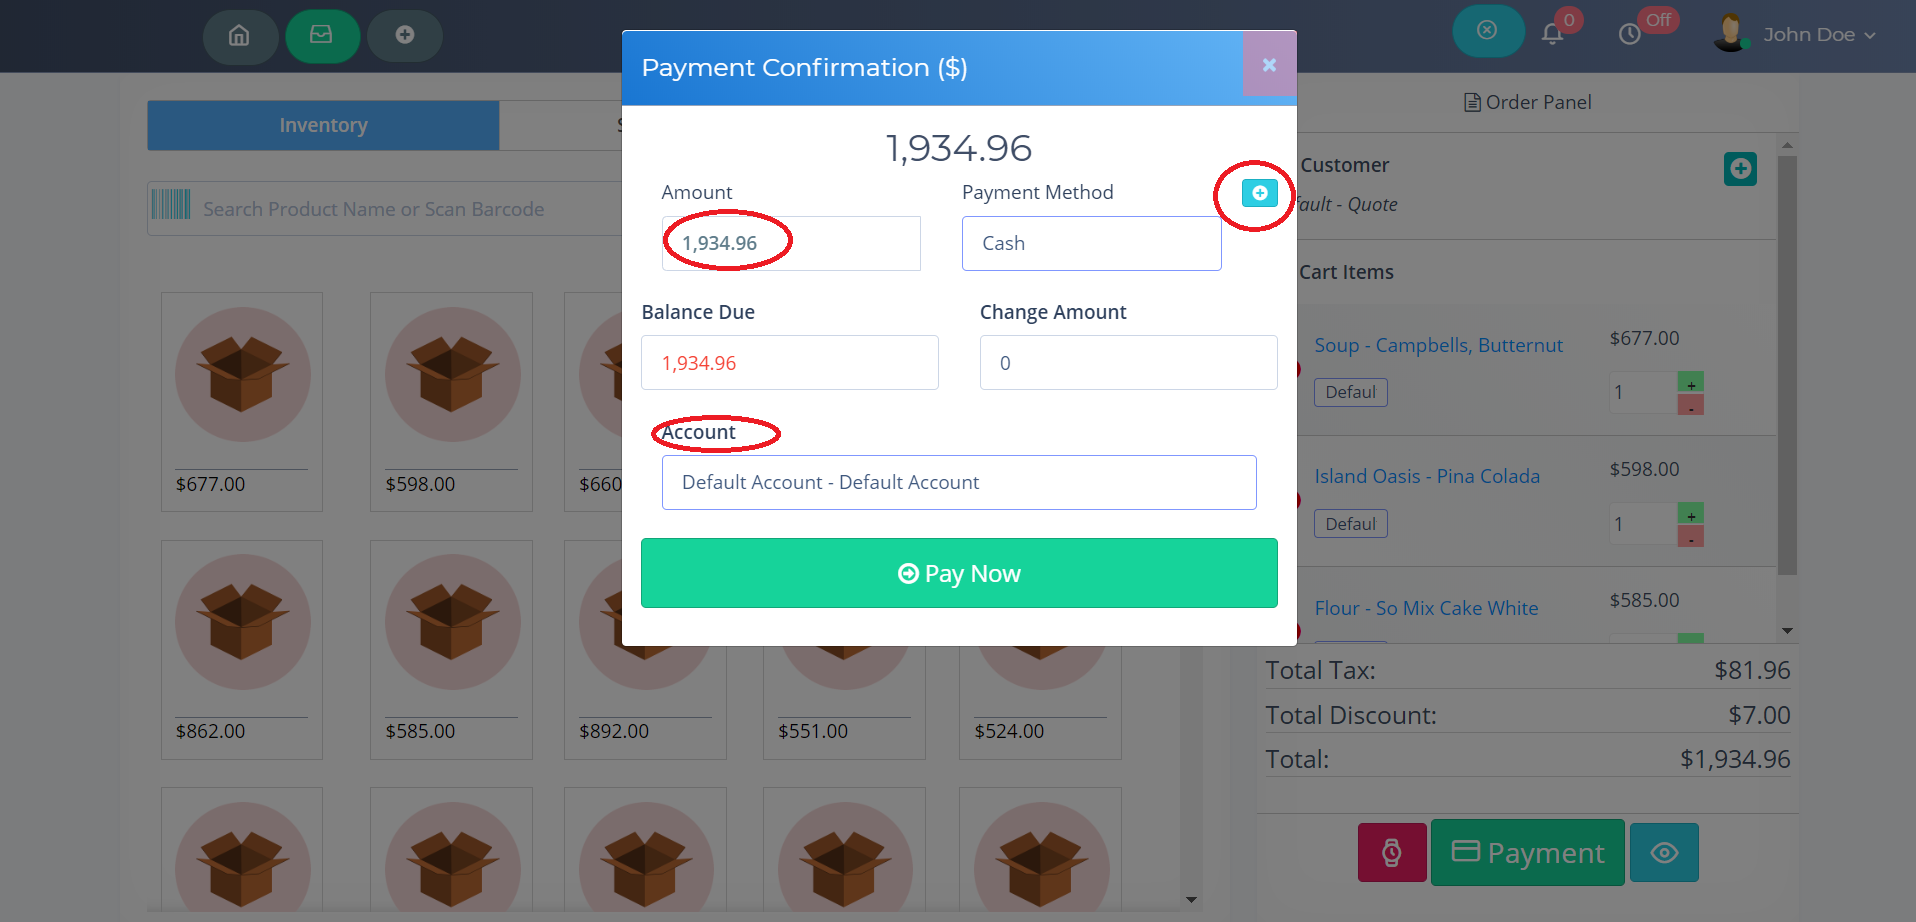 0
Off
John Doe
Payment Confirmation ($)
×
Inventory
Order Panel
1,934.96
Customer
Amount
Payment Method
Search Product Name or Scan Barcode
ault - Quote
1,934.96
Cash
Cart Items
Balance Due
Change Amount
1,934.96
0
Soup - Campbells, Butternut
$677.00
Defaul
1
+
-
Account
Default Account - Default Account
Island Oasis - Pina Colada
$598.00
Defaul
1
+
-
$677.00
$598.00
$660
Pay Now
Flour - So Mix Cake White
$585.00
Total Tax:
$81.96
Total Discount:
$7.00
Total:
$1,934.96
$862.00
$585.00
$892.00
$551.00
$524.00
Payment